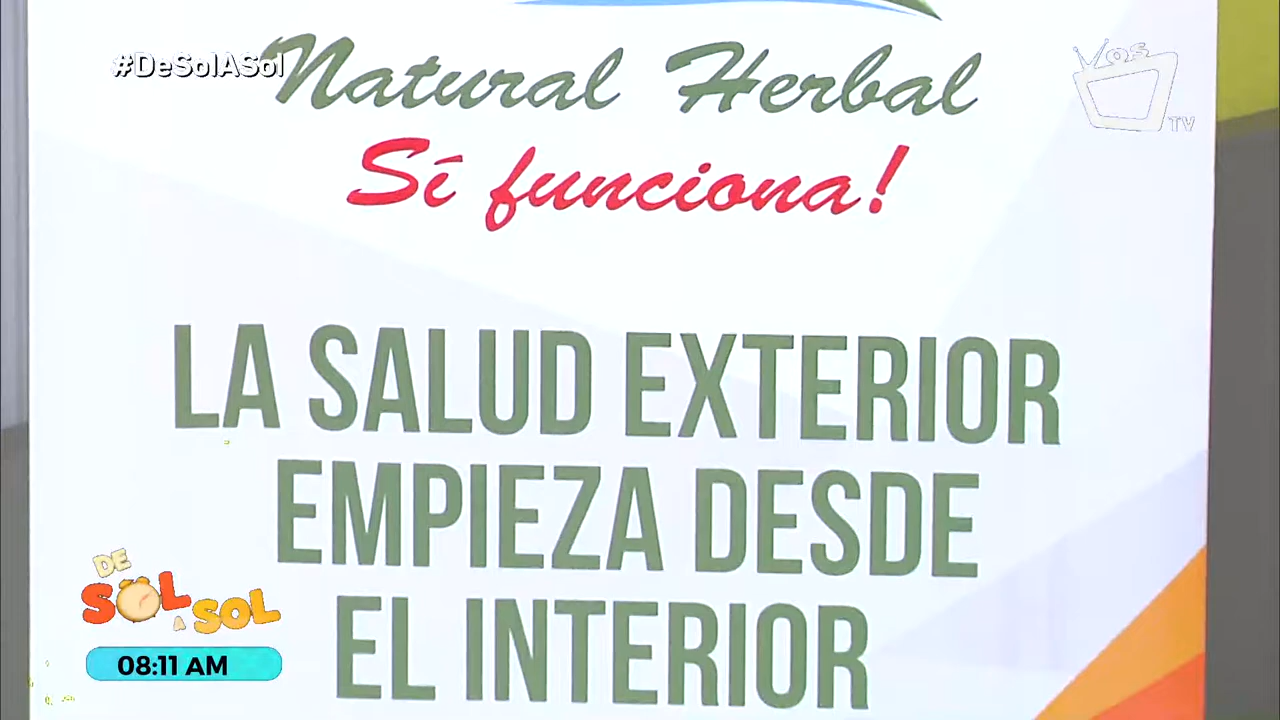 #DeSolASol
Natural Herbal
Sí funciona!
VOS
TV
LA SALUD EXTERIOR
EMPIEZA DESDE
EL INTERIOR
DE
SOL
A SOL
08:11 AM